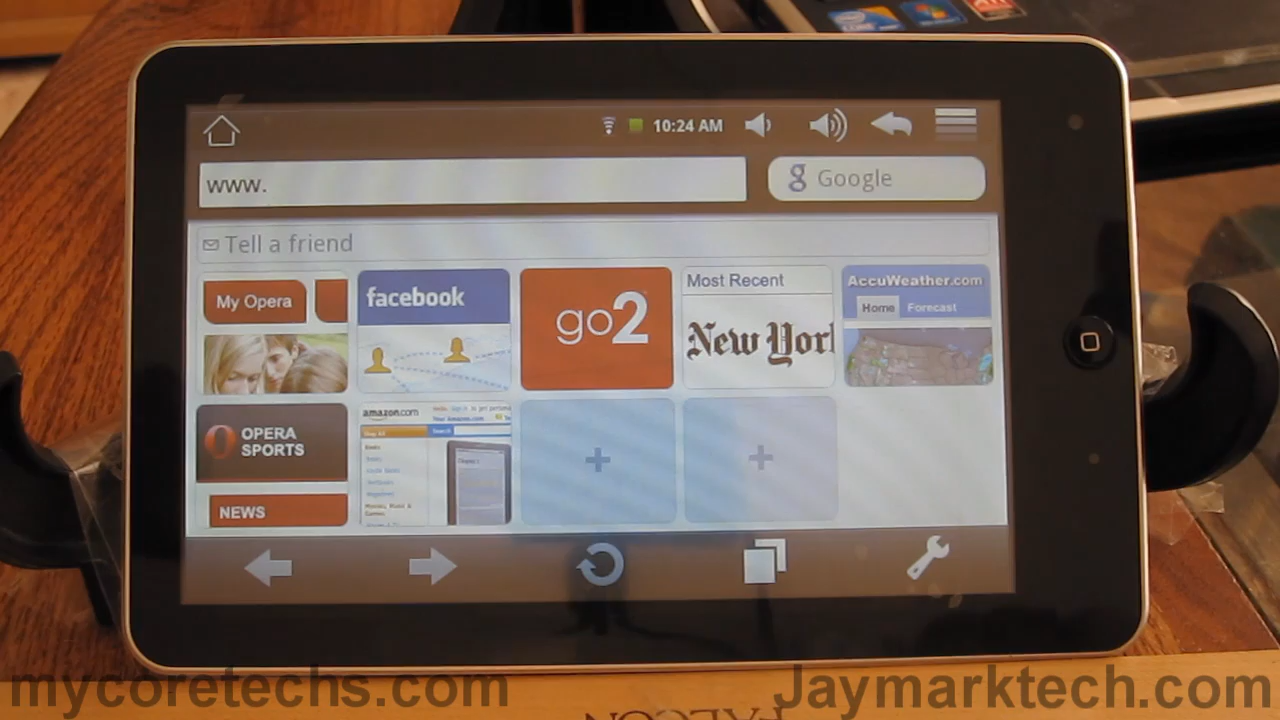 10:24 AM
www.
Google
Tell a friend
My Opera
facebook
go2
Most Recent
New York
AccuWeather.com
Home Forecast
OPERA
SPORTS
NEWS
amazon.com
mycoretechs.com
Jaymarktech.com
FALCON